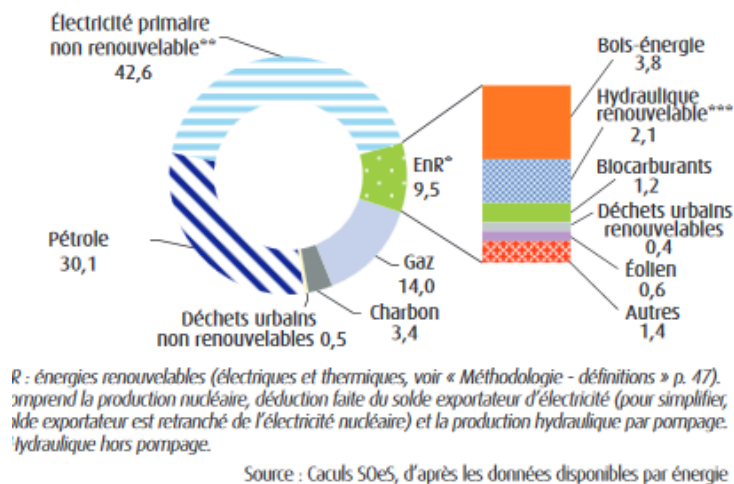 Électricité primaire
non renouvelable**
42,6
Bois-énergie
3,8
Hydraulique
renouvelable***
2,1
EnR*
9,5
Biocarburants
1,2
Déchets urbains
renouvelables
0,4
Éolien
0,6
Autres
1,4
Pétrole
30,1
Gaz
14,0
Charbon
3,4
Déchets urbains
non renouvelables 0,5
R : énergies renouvelables (électriques et thermiques, voir « Méthodologie - définitions » p. 47).
omprend la production nucléaire, déduction faite du solde exportateur d'électricité (pour simplifier,
olde exportateur est retranché de l'électricité nucléaire) et la production hydraulique par pompage.
Hydraulique hors pompage.
Source : Caculs SOeS, d'après les données disponibles par énergie